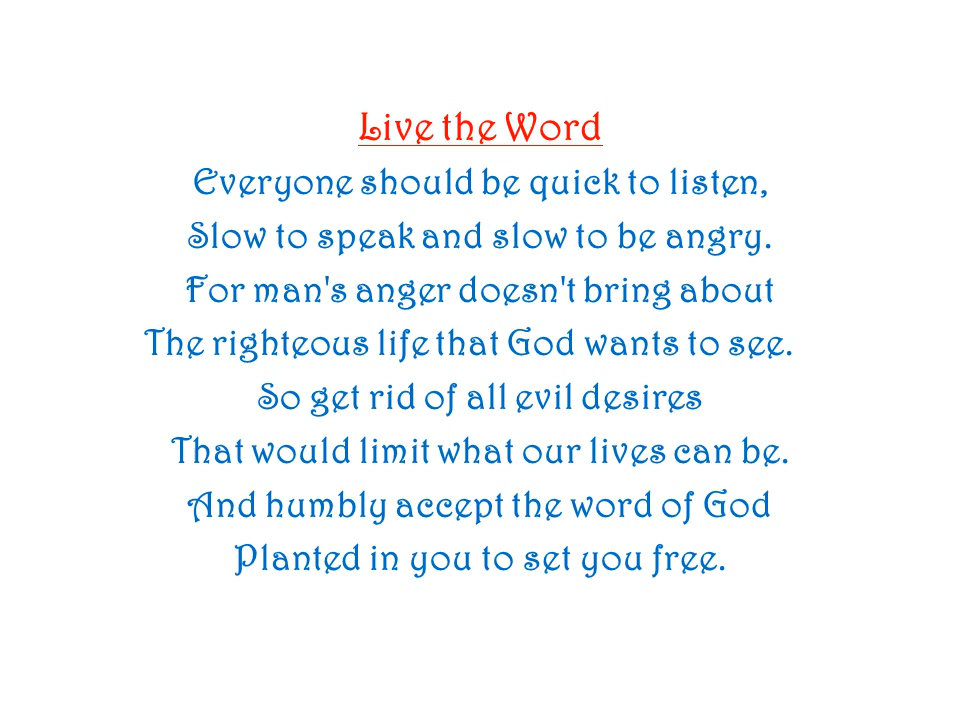 Live the Word
Everyone should be quick to listen,
Slow to speak and slow to be angry.
For man's anger doesn't bring about
The righteous life that God wants to see.
So get rid of all evil desires
That would limit what our lives can be.
And humbly accept the word of God
Planted in you to set you free.